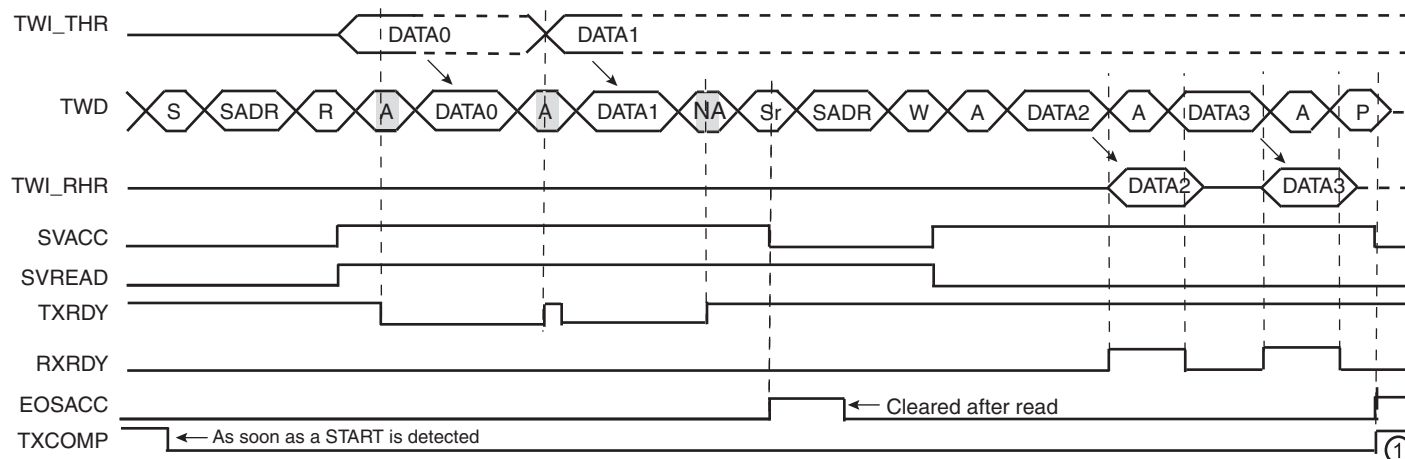 TWI_THR DATA0 DATA1
TWD S SADR R A DATA0 A DATA1 NA Sr SADR W A DATA2 A DATA3 A P
TWI_RHR DATA2 DATA3
SVACC
SVREAD
TXRDY
RXRDY
EOSACC Cleared after read
TXCOMP As soon as a START is detected 1